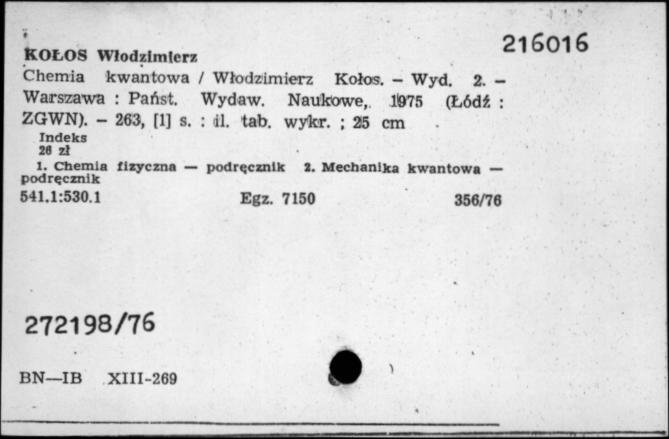 216016
KOŁOS Włodzimierz
Chemia kwantowa / Włodzimierz Kołos. – Wyd. 2. –
Warszawa : Państ. Wydaw. Naukowe, 1975 (Łódź :
ZGWN). – 263, [1] s. : il. tab. wykr. ; 25 cm
Indeks
26 zł
1. Chemia fizyczna — podręcznik 2. Mechanika kwantowa —
podręcznik
541.1:530.1 Egz. 7150 356/76
272198/76
BN—IB XIII-269